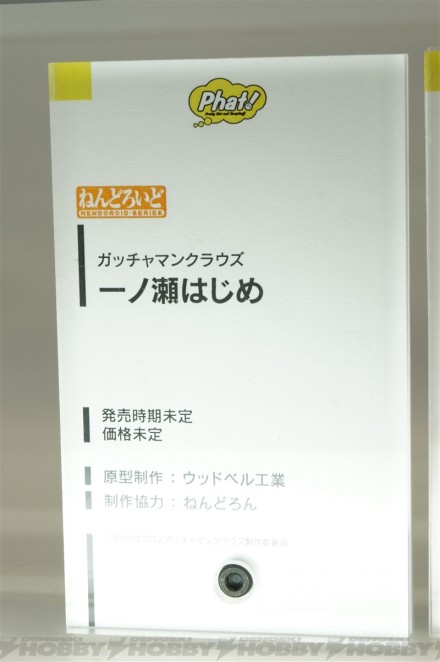 Phat!
ねんどろいど
NENDOROID SERIES
ガッチャマンクラウズ
一ノ瀬はじめ
発売時期未定
価格未定
原型制作：ウッドベル工業
制作協力：ねんどろん
HOBBY HOBBY HOBBY HOBBY